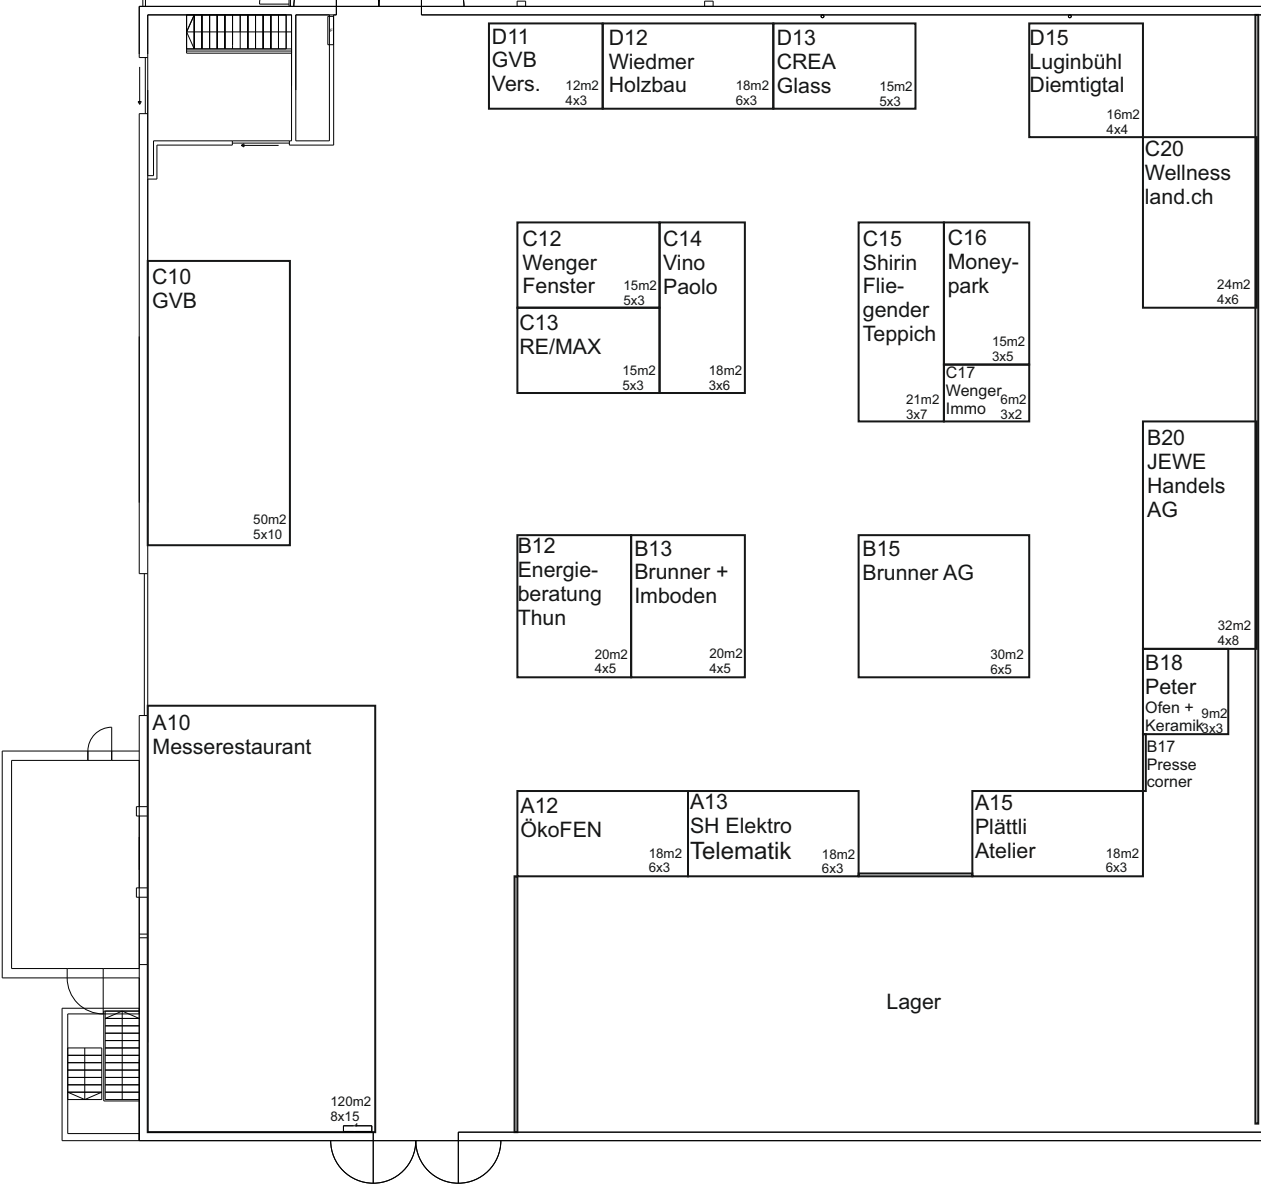 D11
GVB
Vers.
12m2
4x3
D12
Wiedmer
Holzbau
18m2
6x3
D13
CREA
Glass
15m2
5x3
D15
Luginbühl
Diemtigtal
16m2
4x4
C20
Wellness
land.ch
24m2
4x6
C10
GVB
50m2
5x10
C12
Wenger
Fenster
15m2
5x3
C13
RE/MAX
15m2
5x3
C14
Vino
Paolo
18m2
3x6
C15
Shirin
Flie-
gender
Teppich
21m2
3x7
C16
Money-
park
15m2
3x5
C17
Wenger
Immo
6m2
3x2
B20
JEWE
Handels
AG
32m2
4x8
B12
Energie-
beratung
Thun
20m2
4x5
B13
Brunner +
Imboden
20m2
4x5
B15
Brunner AG
30m2
6x5
B18
Peter
Ofen +
Keramik
9m2
3x3
B17
Presse
corner
A10
Messerestaurant
120m2
8x15
A12
ÖkoFEN
18m2
6x3
A13
SH Elektro
Telematik
18m2
6x3
A15
Plättli
Atelier
18m2
6x3
Lager